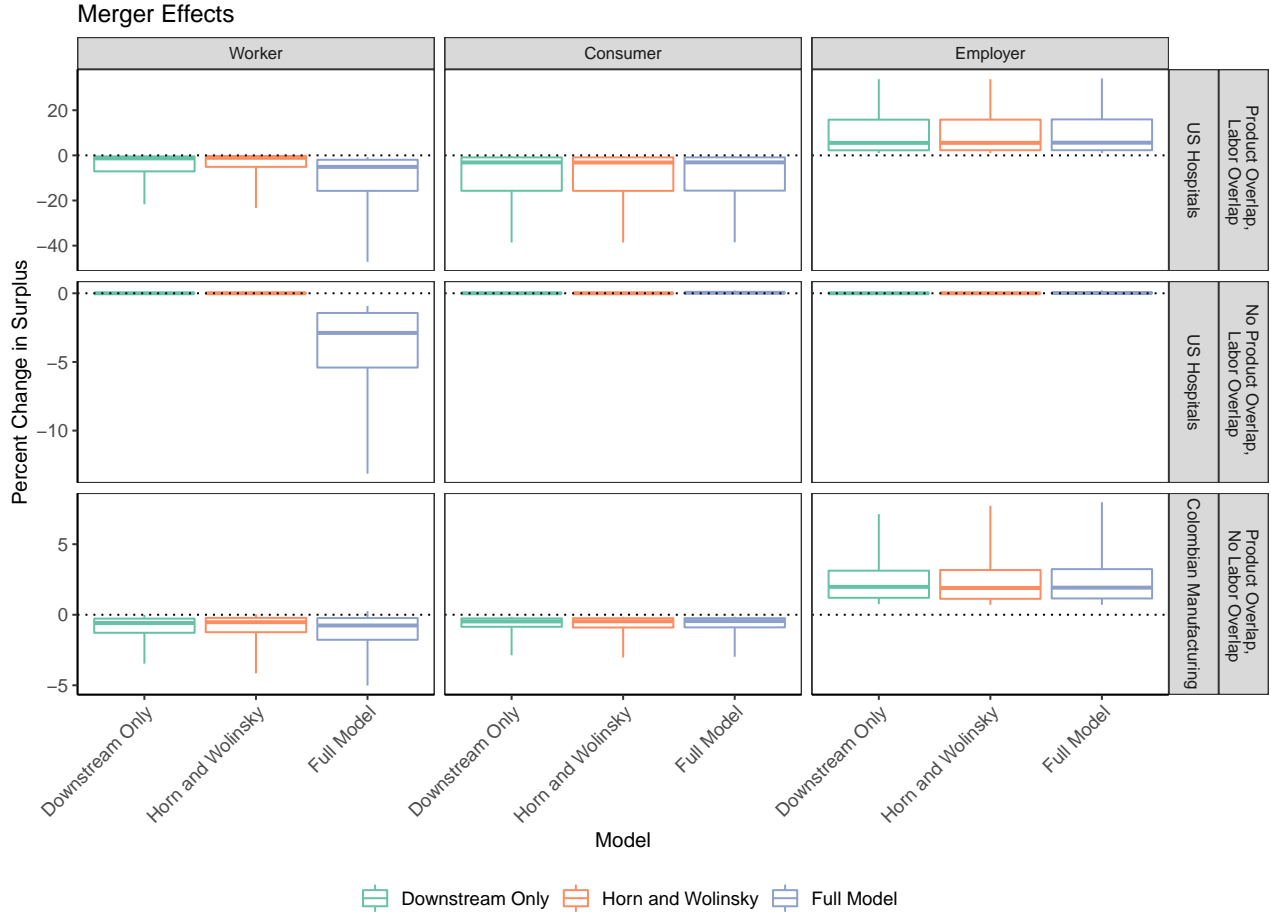 Merger Effects
Worker
Consumer
Employer
Percent Change in Surplus
20
0
−20
−40
US Hospitals
Product Overlap,
Labor Overlap
0
−5
−10
US Hospitals
No Product Overlap,
Labor Overlap
5
0
−5
Colombian Manufacturing
Product Overlap,
No Labor Overlap
Downstream Only
Horn and Wolinsky
Full Model
Downstream Only
Horn and Wolinsky
Full Model
Downstream Only
Horn and Wolinsky
Full Model
Model
Downstream Only
Horn and Wolinsky
Full Model